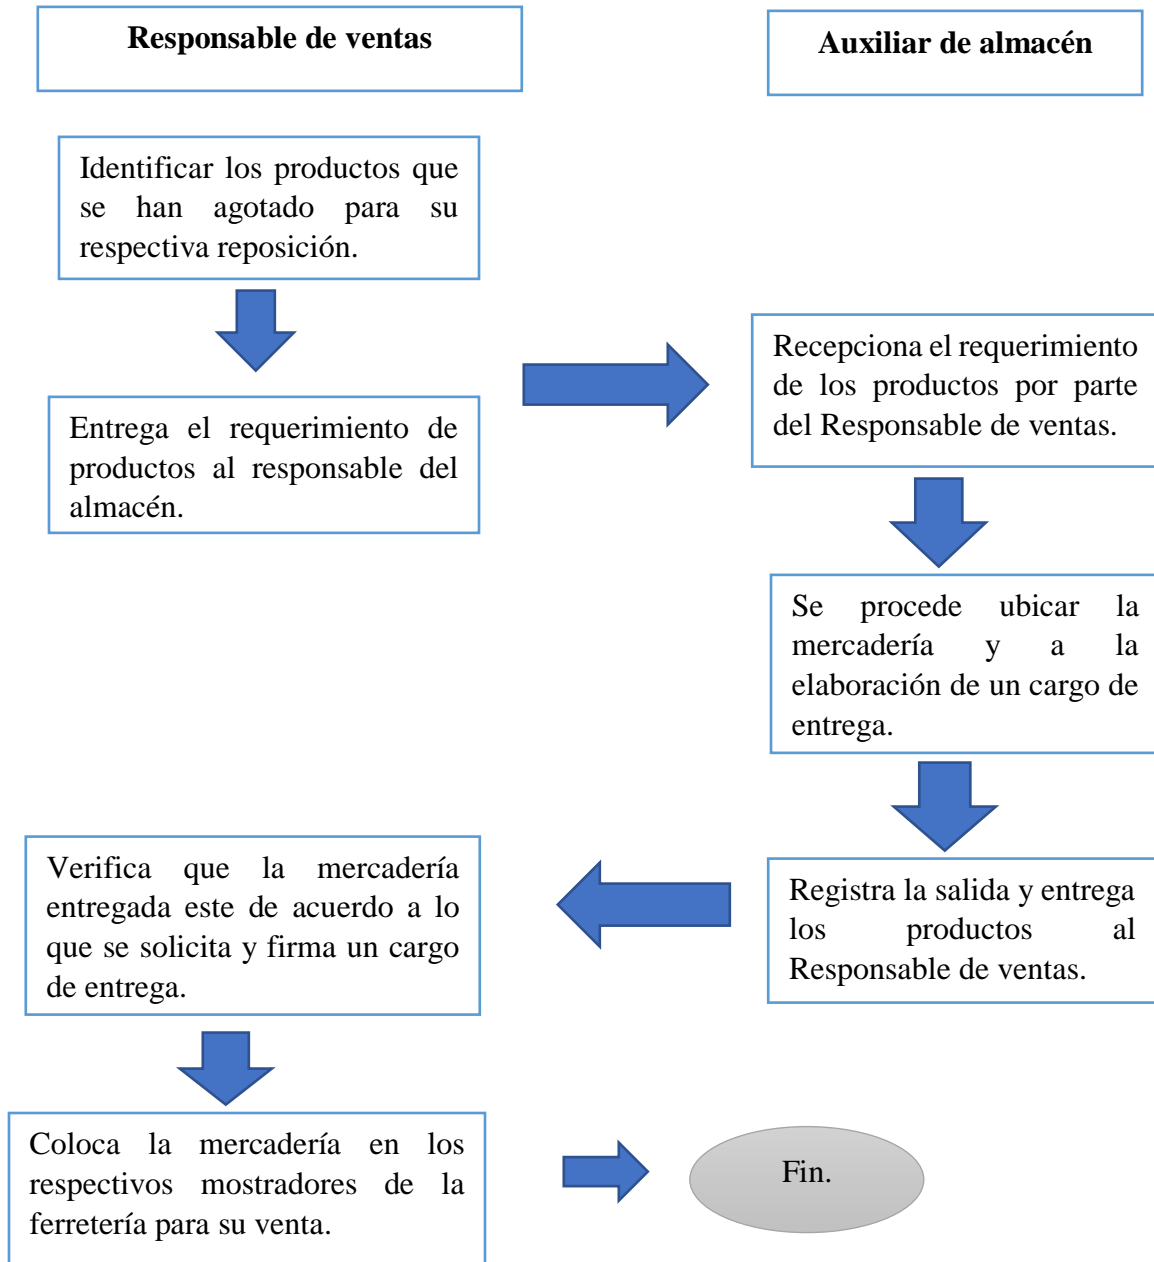 Responsable de ventas
Auxiliar de almacén
Identificar los productos que
se han agotado para su
respectiva reposición.
Entrega el requerimiento de
productos al responsable del
almacén.
Recepciona el requerimiento
de los productos por parte
del Responsable de ventas.
Se procede ubicar la
mercadería y a la
elaboración de un cargo de
entrega.
Registra la salida y entrega
los productos al
Responsable de ventas.
Verifica que la mercadería
entregada este de acuerdo a lo
que se solicita y firma un cargo
de entrega.
Coloca la mercadería en los
respectivos mostradores de la
ferretería para su venta.
Fin.